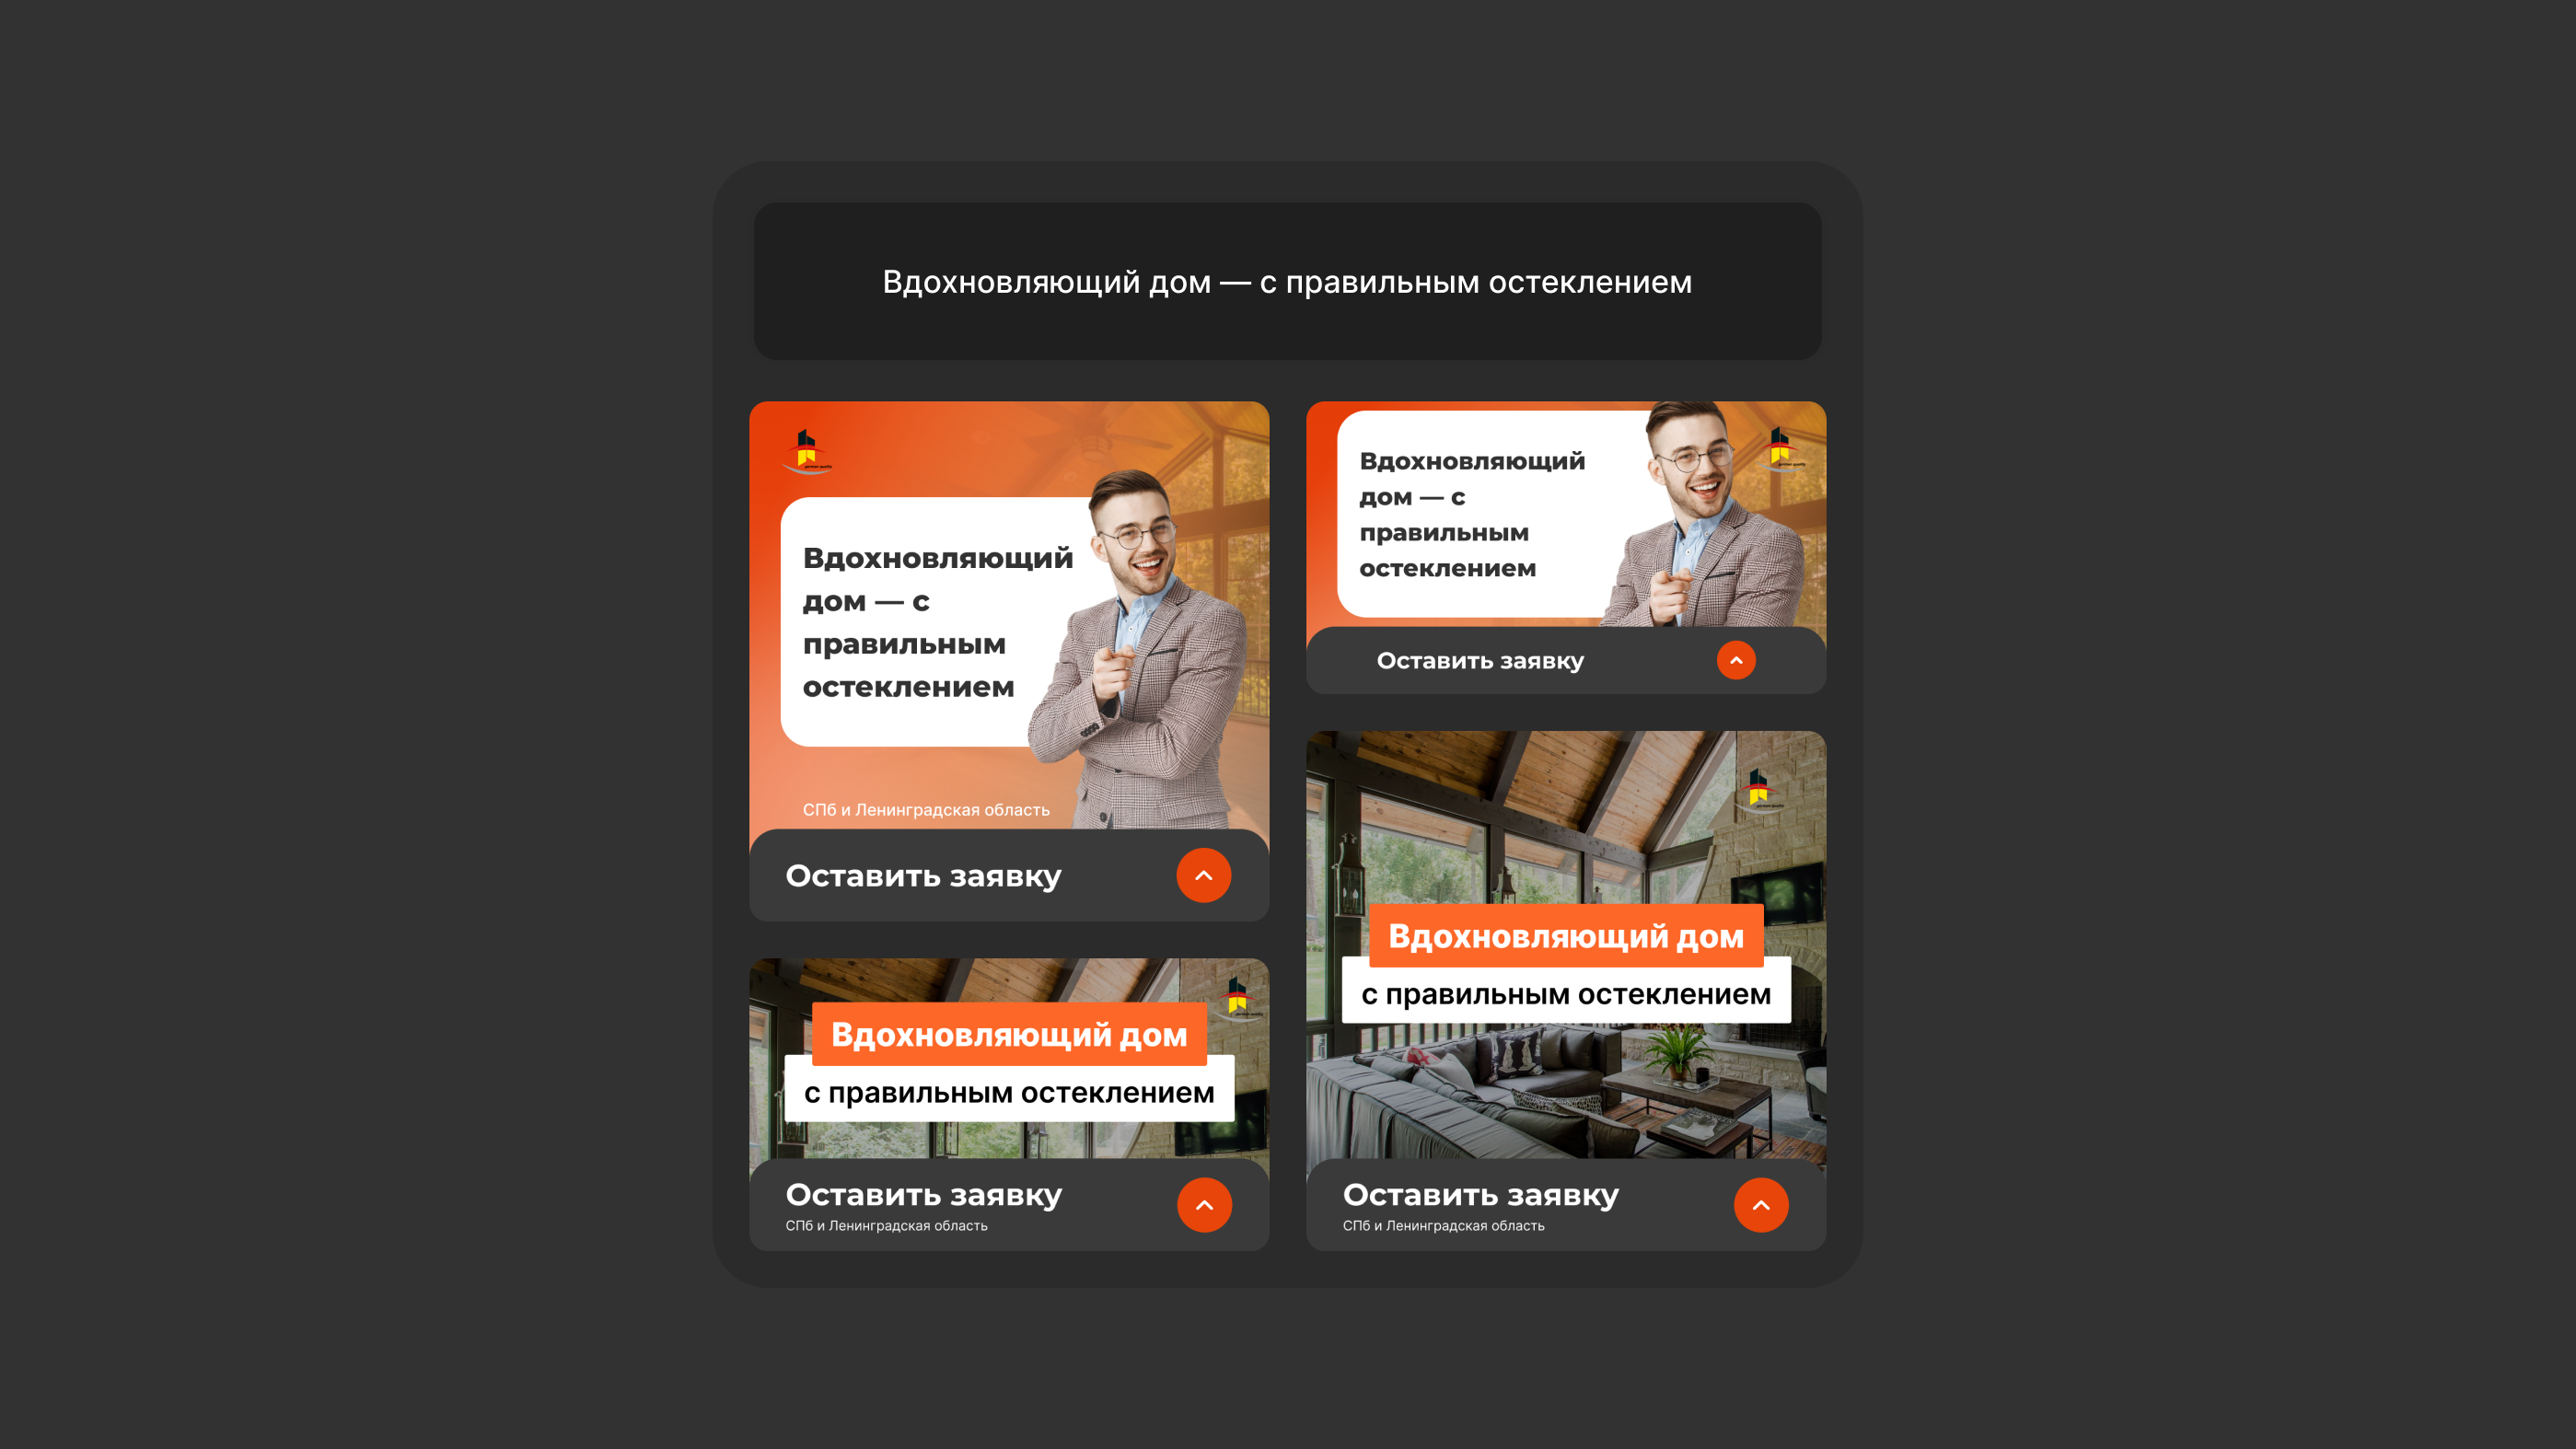 Вдохновляющий дом — с правильным остеклением
Вдохновляющий
дом — с
правильным
остеклением
СПб и Ленинградская область
Оставить заявку
Вдохновляющий
дом — с
правильным
остеклением
Оставить заявку
Вдохновляющий дом
с правильным остеклением
Оставить заявку
СПб и Ленинградская область
Вдохновляющий дом
с правильным остеклением
Оставить заявку
СПб и Ленинградская область